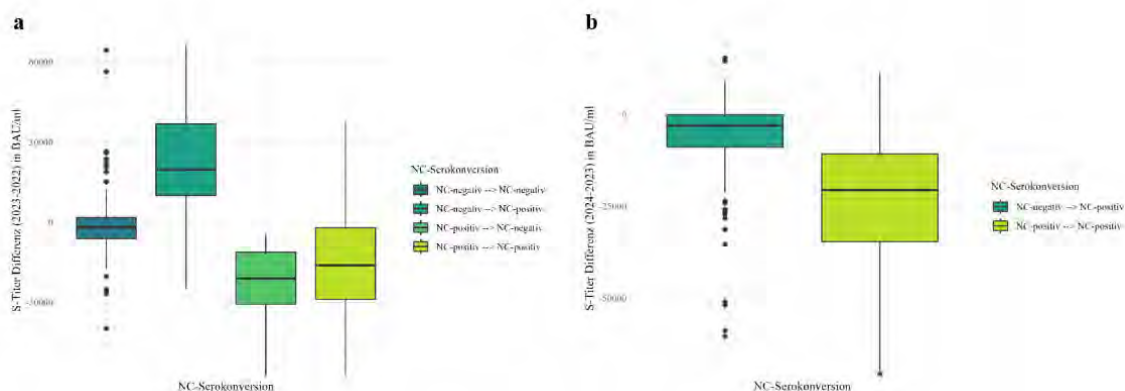 a
S-Titer Differenz (2023-2022) in BAU/ml
60000
30000
0
-30000
NC-Serokonversion
NC-Serokonversion
NC-negativ --> NC-negativ
NC-negativ --> NC-positiv
NC-positiv --> NC-negativ
NC-positiv --> NC-positiv
b
S-Titer Differenz (2024-2023) in BAU/ml
0
-25000
-50000
NC-Serokonversion
NC-Serokonversion
NC-negativ --> NC-positiv
NC-positiv --> NC-positiv